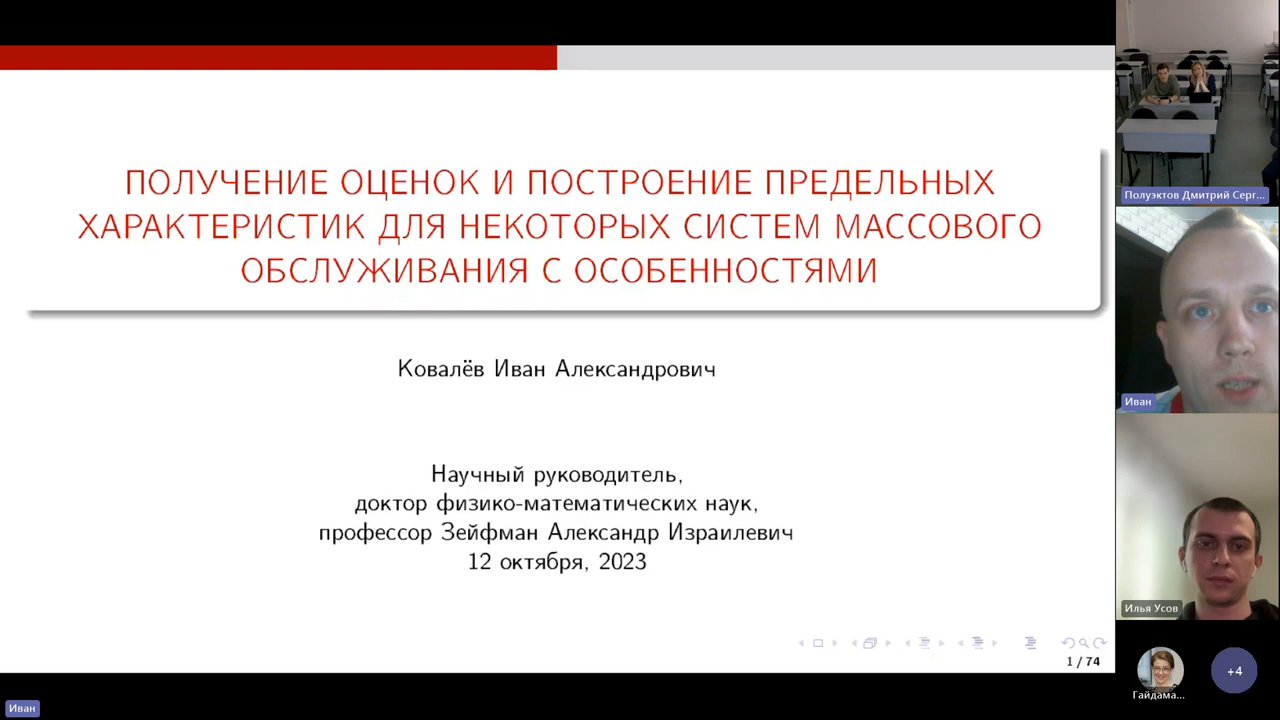 ПОЛУЧЕНИЕ ОЦЕНОК И ПОСТРОЕНИЕ ПРЕДЕЛЬНЫХ
ХАРАКТЕРИСТИК ДЛЯ НЕКОТОРЫХ СИСТЕМ МАССОВОГО
ОБСЛУЖИВАНИЯ С ОСОБЕННОСТЯМИ
Ковалёв Иван Александрович
Научный руководитель,
доктор физико-математических наук,
профессор Зейфман Александр Израилевич
12 октября, 2023
1 / 74
Полуэктов Дмитрий Серг...
Иван
Илья Усов
Гайдама...
+4
Иван